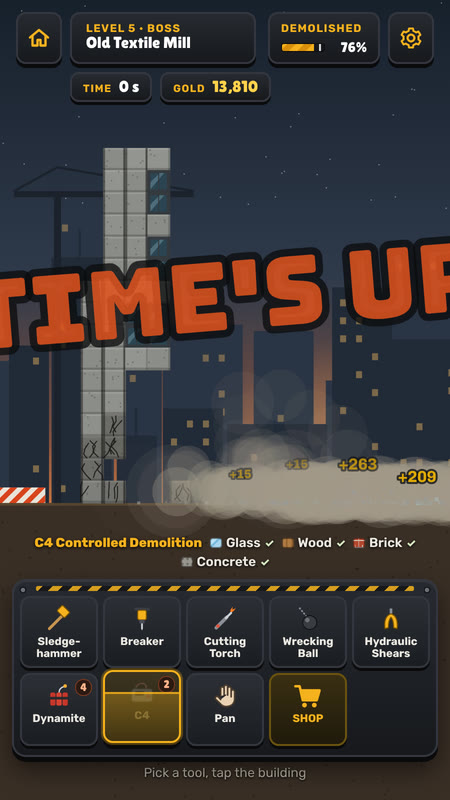 LEVEL 5 • BOSS
Old Textile Mill
DEMOLISHED
76%
TIME 0 s
GOLD 13,810
TIME'S UP
+15
+15
+263
+209
C4 Controlled Demolition Glass ✓ Wood ✓ Brick ✓
Concrete ✓
Sledge-
hammer
Breaker
Cutting
Torch
Wrecking
Ball
Hydraulic
Shears
4
Dynamite
2
C4
Pan
SHOP
Pick a tool, tap the building